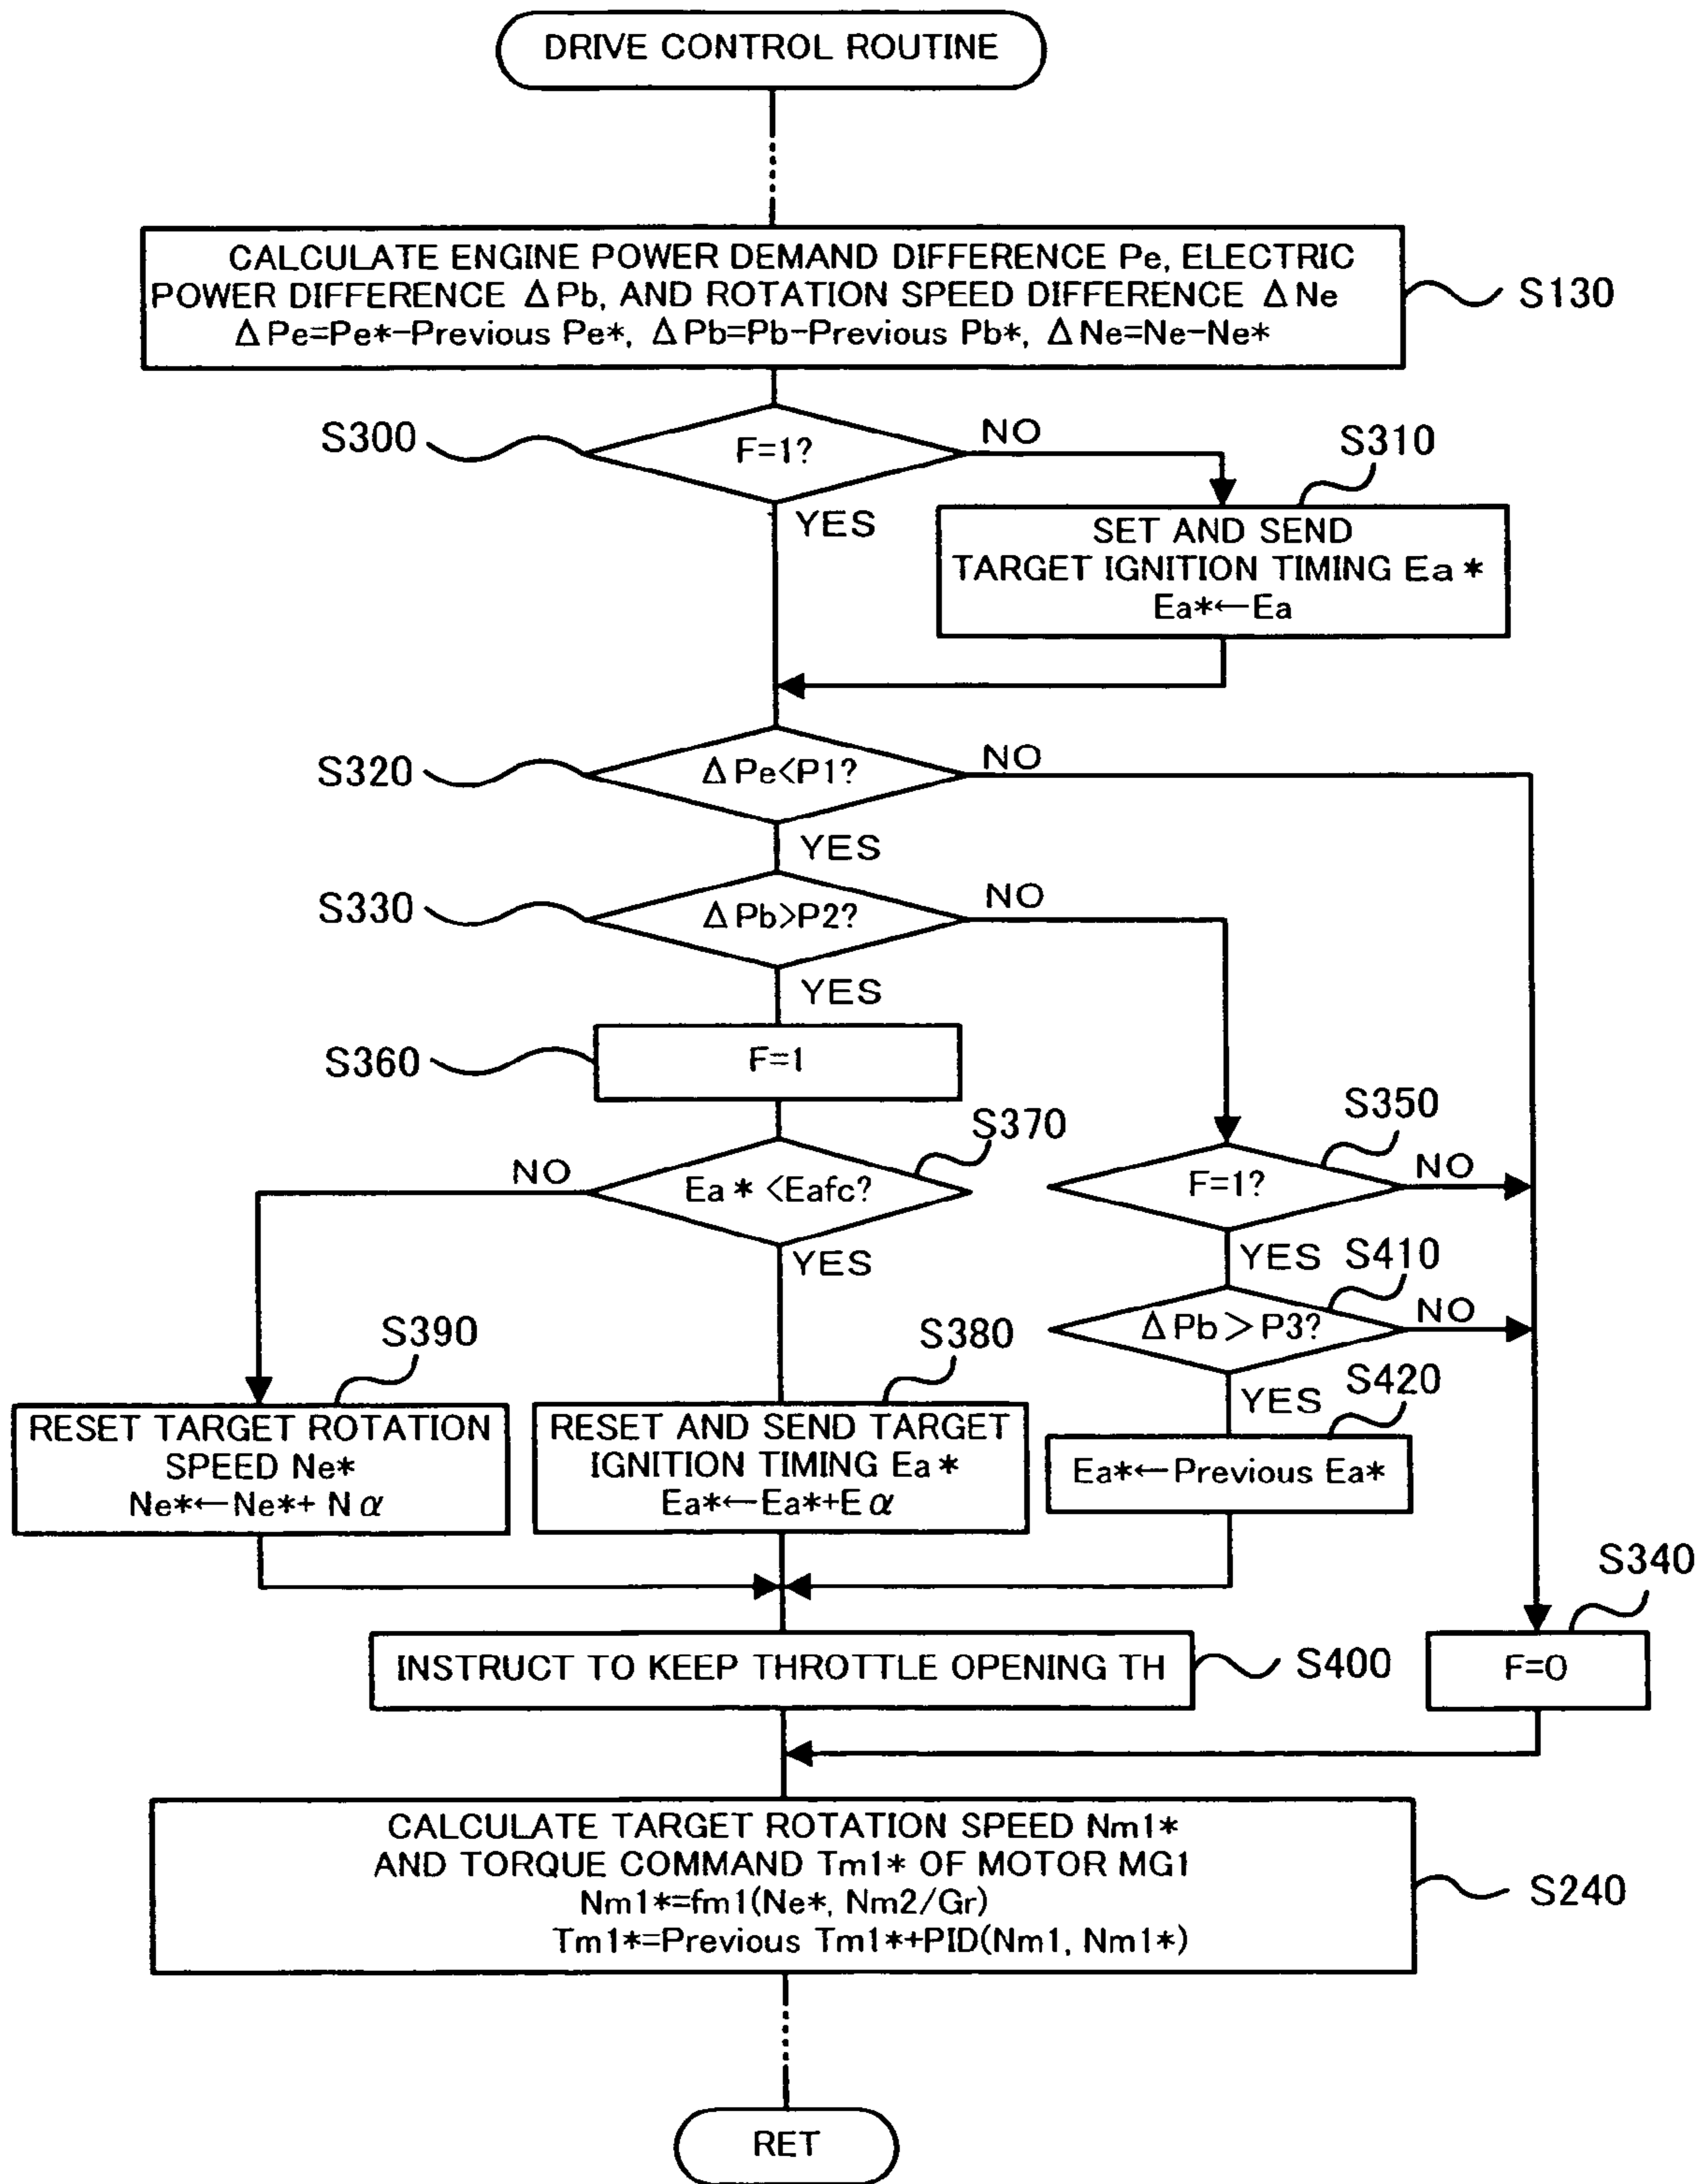 DRIVE CONTROL ROUTINE
CALCULATE ENGINE POWER DEMAND DIFFERENCE Pe, ELECTRIC
POWER DIFFERENCE ΔPb, AND ROTATION SPEED DIFFERENCE ΔNe
ΔPe=Pe*-Previous Pe*, ΔPb=Pb-Previous Pb*, ΔNe=Ne-Ne*
S130
S300
F=1?
NO
YES
S310
SET AND SEND
TARGET IGNITION TIMING Ea*
Ea*←Ea
S320
ΔPe<P1?
NO
YES
S330
ΔPb>P2?
NO
YES
S360
F=1
S370
NO
Ea*<Eafc?
YES
S350
F=1?
NO
YES
S410
ΔPb>P3?
NO
YES
S420
Ea*←Previous Ea*
S390
RESET TARGET ROTATION
SPEED Ne*
Ne*←Ne*+Nα
S380
RESET AND SEND TARGET
IGNITION TIMING Ea*
Ea*←Ea*+Eα
S340
F=0
INSTRUCT TO KEEP THROTTLE OPENING TH
S400
CALCULATE TARGET ROTATION SPEED Nm1*
AND TORQUE COMMAND Tm1* OF MOTOR MG1
Nm1*=fm1(Ne*, Nm2/Gr)
Tm1*=Previous Tm1*+PID(Nm1, Nm1*)
S240
RET